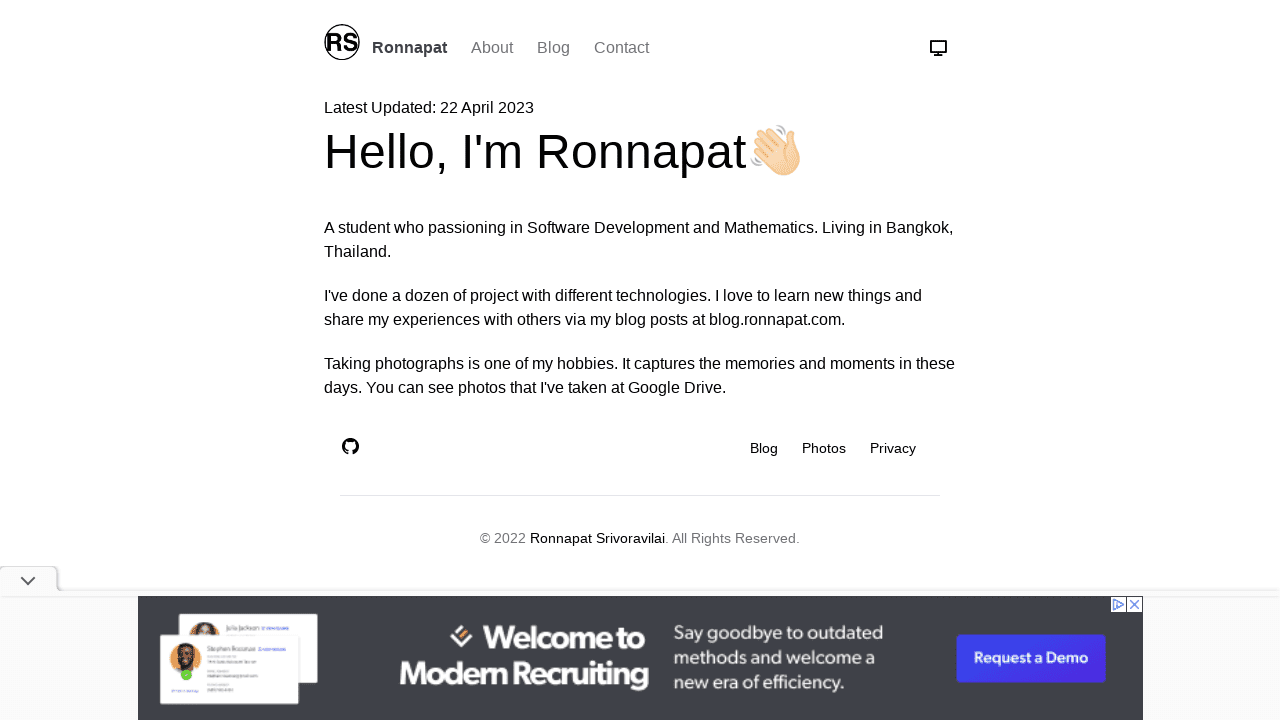 RS Ronnapat About Blog Contact
Latest Updated: 22 April 2023
Hello, I'm Ronnapat
A student who passioning in Software Development and Mathematics. Living in Bangkok,
Thailand.
I've done a dozen of project with different technologies. I love to learn new things and
share my experiences with others via my blog posts at blog.ronnapat.com.
Taking photographs is one of my hobbies. It captures the memories and moments in these
days. You can see photos that I've taken at Google Drive.
Blog Photos Privacy
© 2022 Ronnapat Srivoravilai. All Rights Reserved.
Julia Jackson
Stephen
Welcome to
Modern Recruiting
Say goodbye to outdated
methods and welcome a
new era of efficiency.
Request a Demo